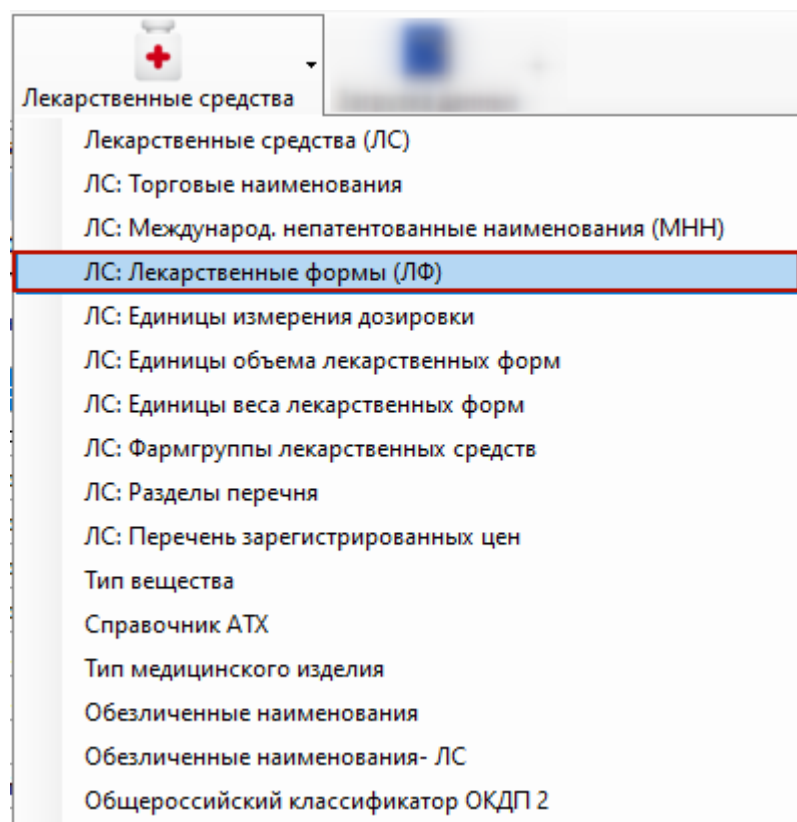 Лекарственные средства
Лекарственные средства (ЛС)
ЛС: Торговые наименования
ЛС: Международ. непатентованные наименования (МНН)
ЛС: Лекарственные формы (ЛФ)
ЛС: Единицы измерения дозировки
ЛС: Единицы объема лекарственных форм
ЛС: Единицы веса лекарственных форм
ЛС: Фармгруппы лекарственных средств
ЛС: Разделы перечня
ЛС: Перечень зарегистрированных цен
Тип вещества
Справочник АТХ
Тип медицинского изделия
Обезличенные наименования
Обезличенные наименования- ЛС
Общероссийский классификатор ОКДП 2